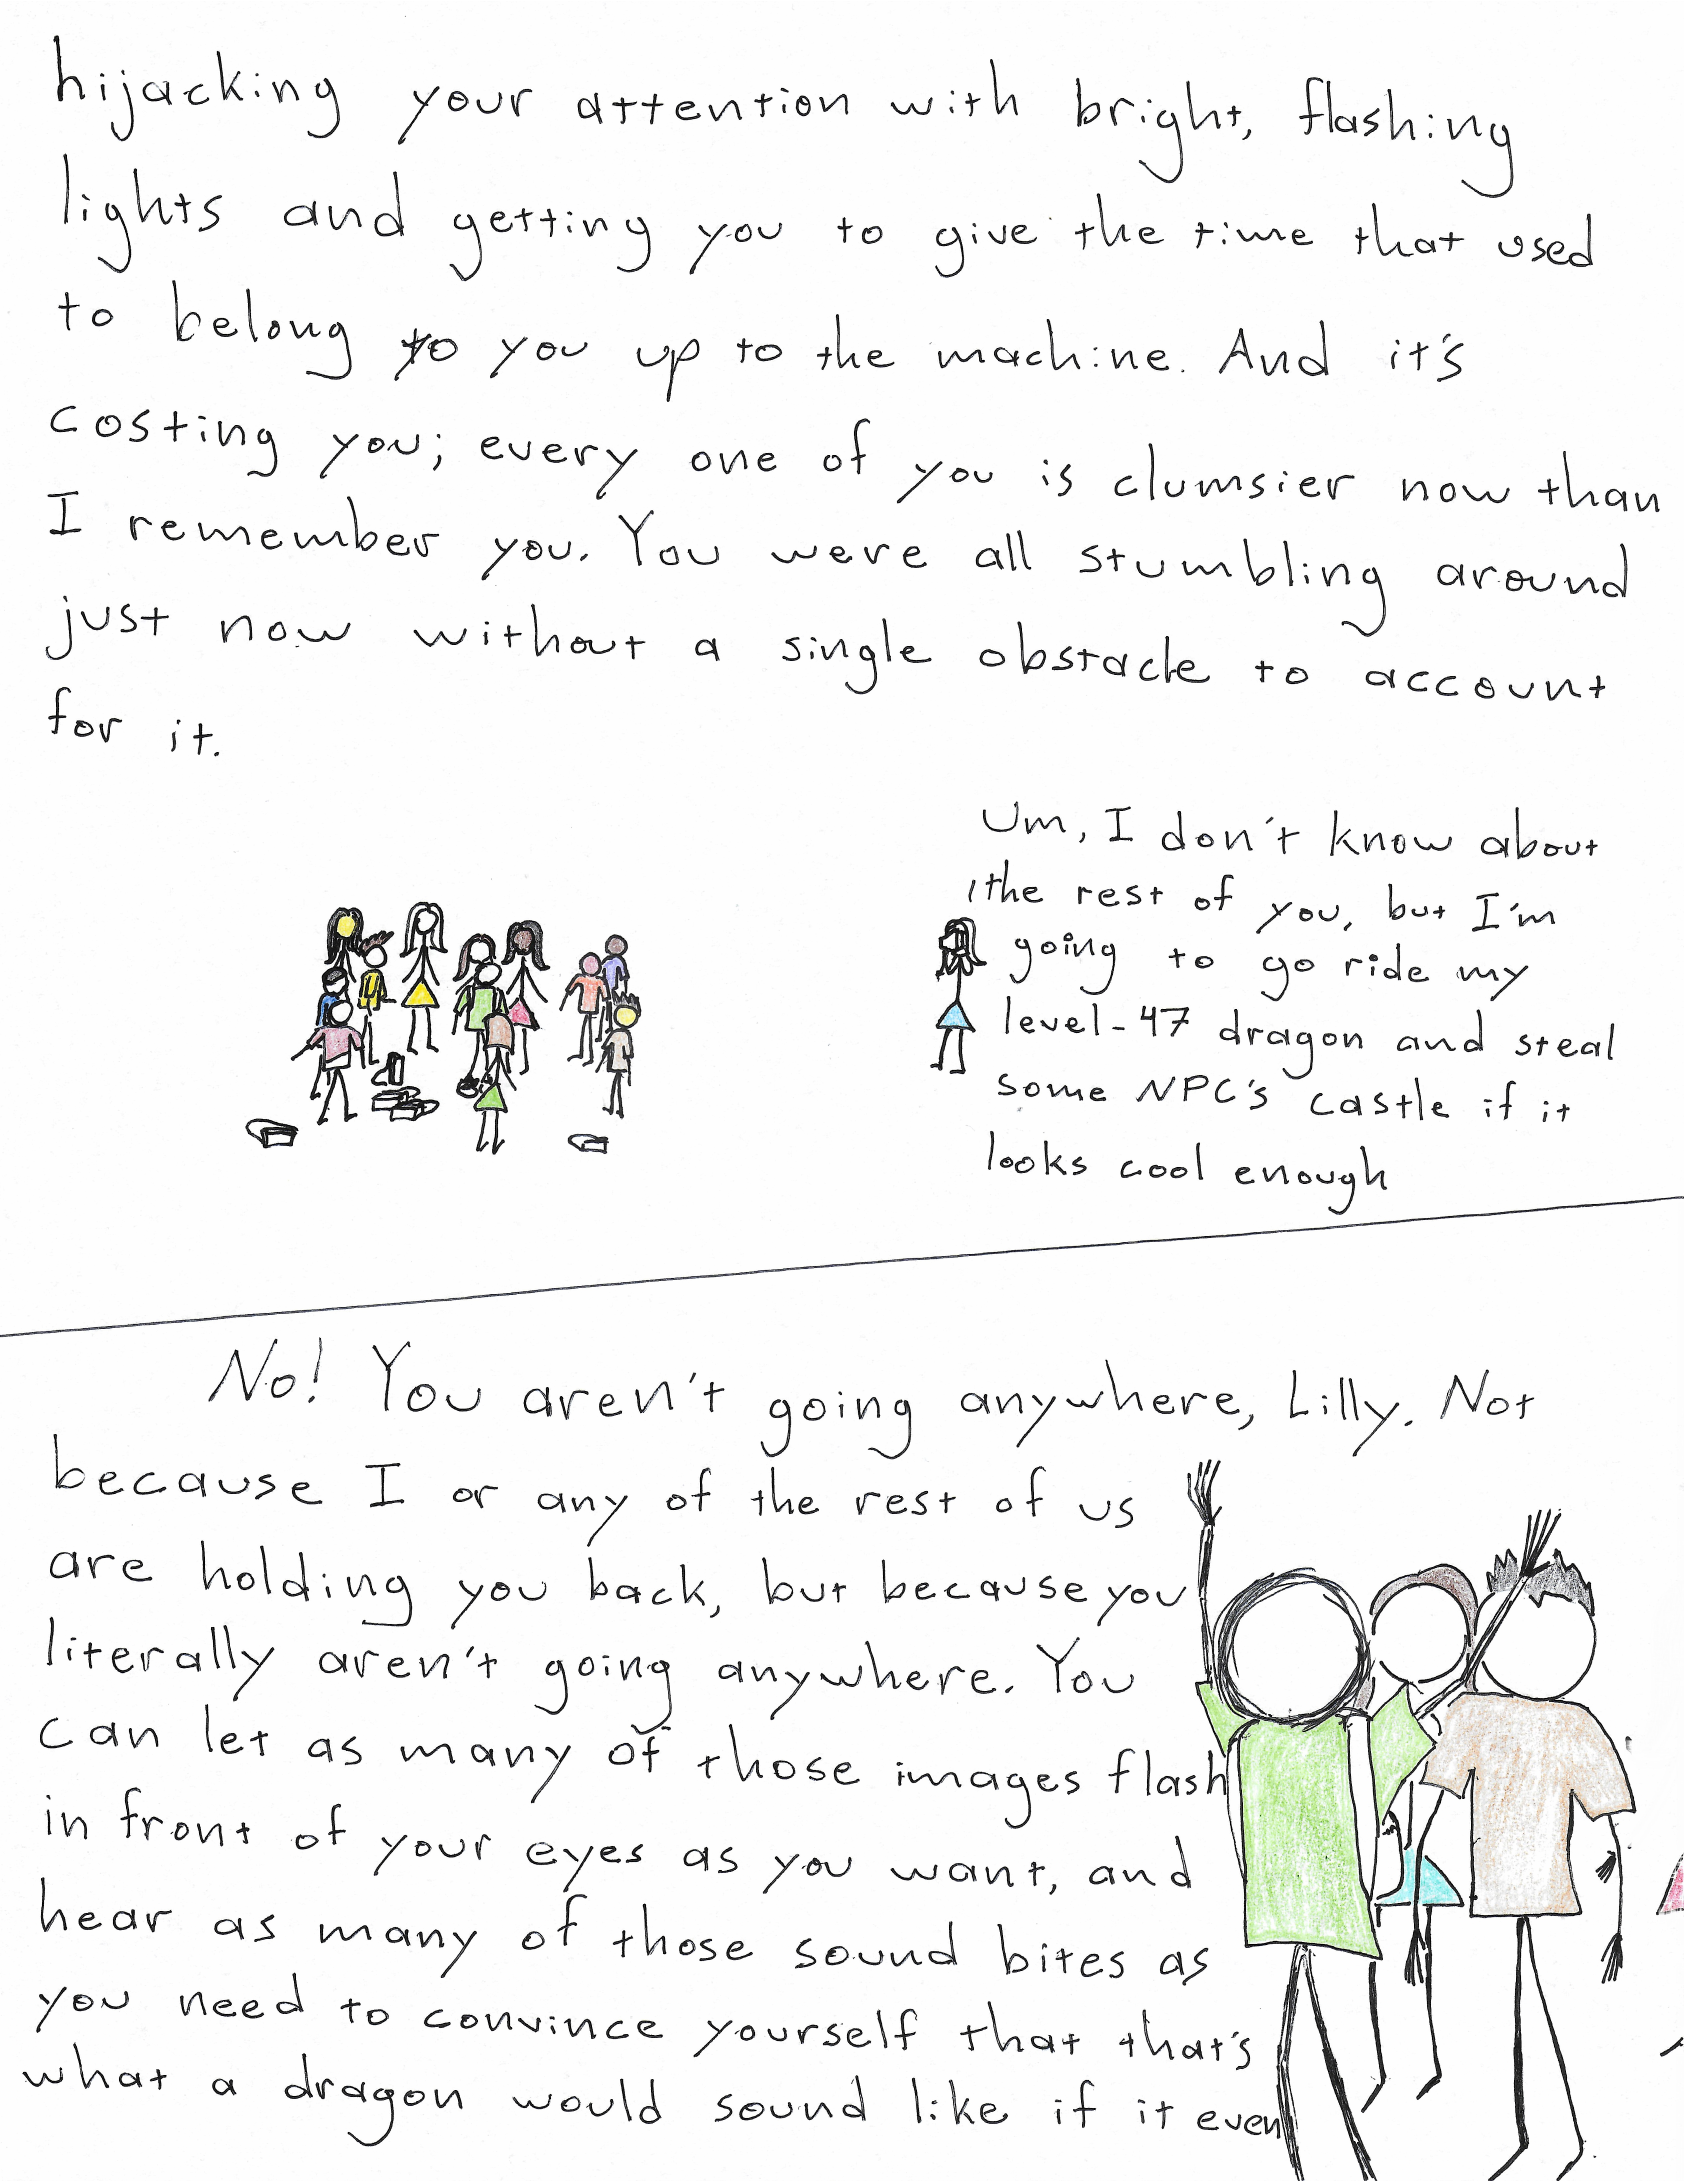 hijacking your attention with bright, flashing
lights and getting you to give the time that used
to belong to you up to the machine. And it's
costing you; every one of you is clumsier now than
I remember you. You were all stumbling around
just now without a single obstacle to account
for it.
Um, I don't know about
the rest of you, but I'm
going to go ride my
level-47 dragon and steal
some NPC's castle if it
looks cool enough
No! You aren't going anywhere, Lilly. Not
because I or any of the rest of us
are holding you back, but because you
literally aren't going anywhere. You
can let as many of those images flash
in front of your eyes as you want, and
hear as many of those sound bites as
you need to convince yourself that that's
what a dragon would sound like if it even